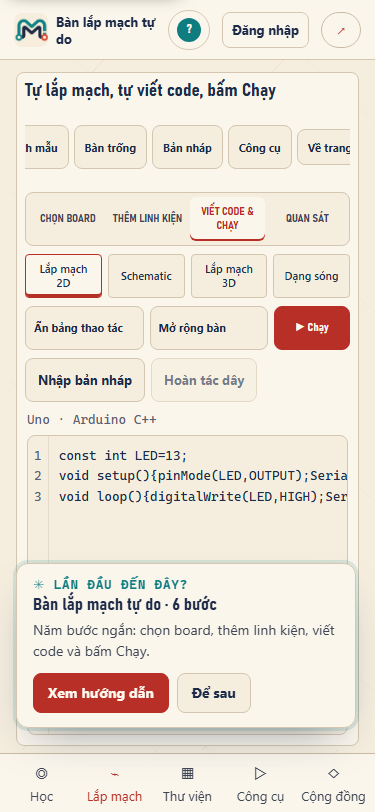 Bàn lắp mạch tự do
?
Đăng nhập
Tự lắp mạch, tự viết code, bấm Chạy
h mẫu
Bàn trống
Bản nháp
Công cụ
Về trang
CHỌN BOARD
THÊM LINH KIỆN
VIẾT CODE & CHẠY
QUAN SÁT
Lắp mạch 2D
Schematic
Lắp mạch 3D
Dạng sóng
Ẩn bảng thao tác
Mở rộng bàn
Chạy
Nhập bản nháp
Hoàn tác dây
Uno · Arduino C++
1 const int LED=13;
2 void setup(){pinMode(LED,OUTPUT);Seria
3 void loop(){digitalWrite(LED,HIGH);Ser
LẦN ĐẦU ĐẾN ĐÂY?
Bàn lắp mạch tự do · 6 bước
Năm bước ngắn: chọn board, thêm linh kiện, viết
code và bấm Chạy.
Xem hướng dẫn
Để sau
Học
Lắp mạch
Thư viện
Công cụ
Cộng đồng